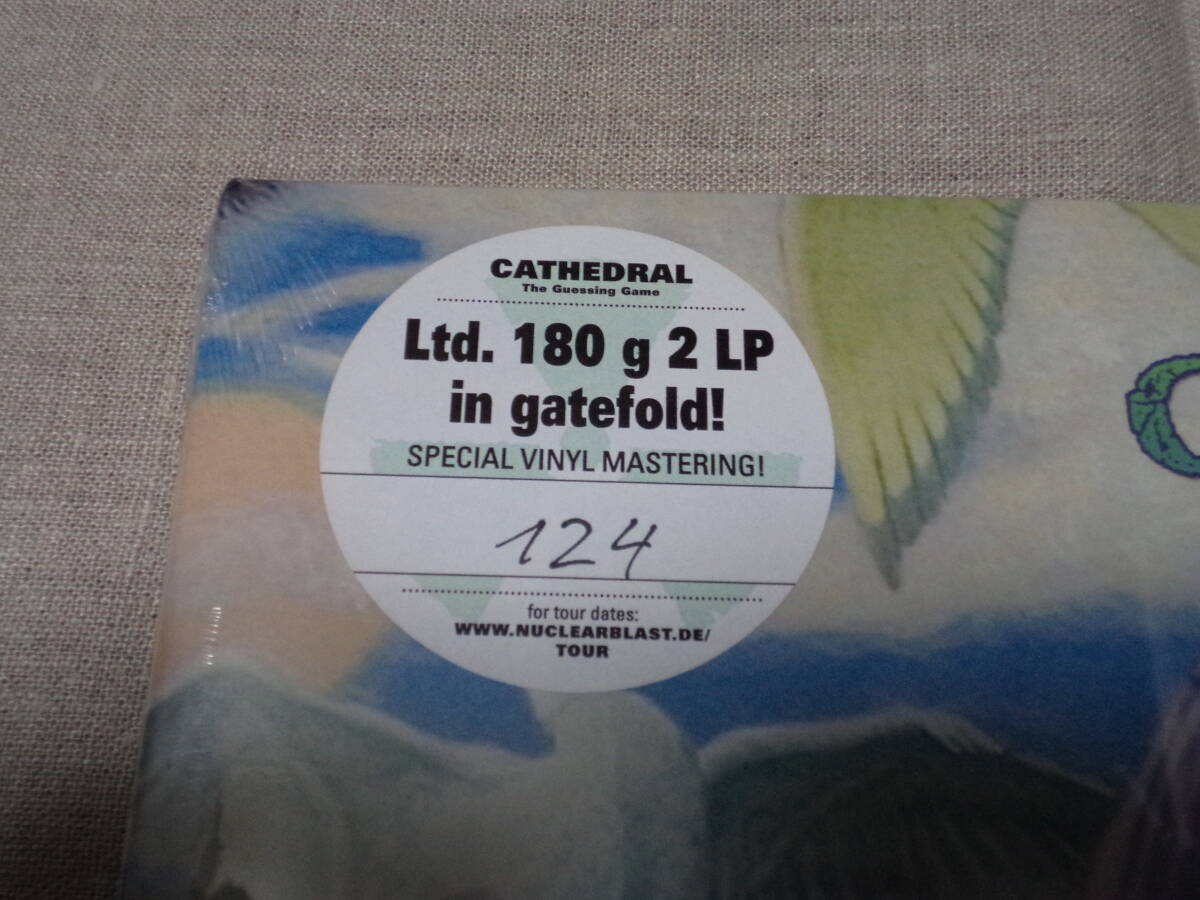 CATHEDRAL
The Guessing Game
Ltd. 180 g 2 LP
in gatefold!
SPECIAL VINYL MASTERING!
124
for tour dates:
WWW.NUCLEARBLAST.DE/
TOUR